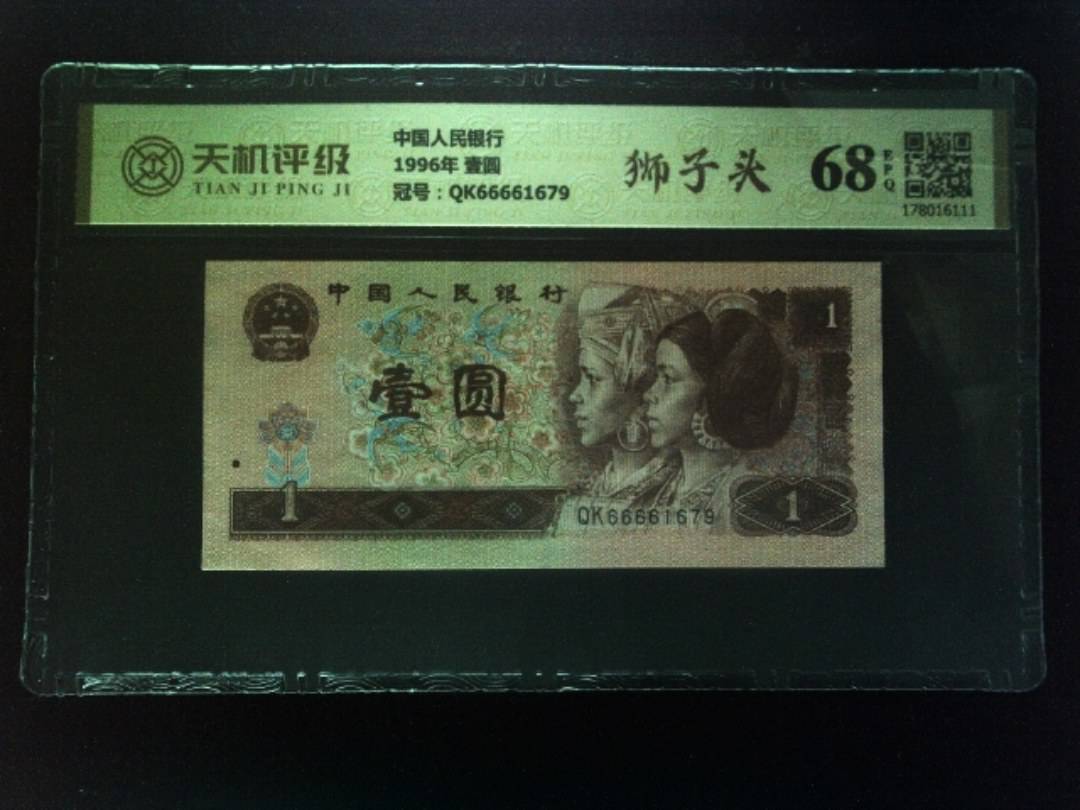 天机评级
TIAN JI PING JI
中国人民银行
1996年 壹圆
冠号：QK66661679
狮子头
68
EPQ
178016111
中国人民银行
1
壹圆
1
QK66661679
1